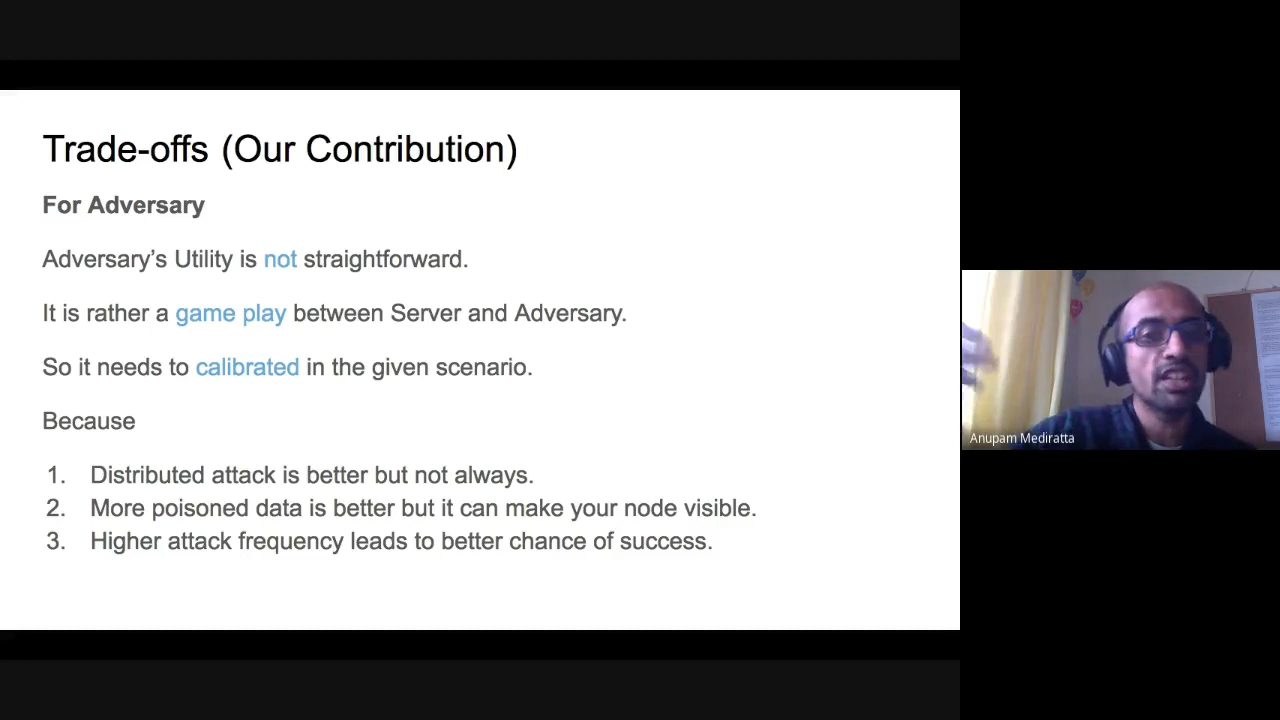 Trade-offs (Our Contribution)
For Adversary
Adversary’s Utility is not straightforward.
It is rather a game play between Server and Adversary.
So it needs to calibrated in the given scenario.
Because
1. Distributed attack is better but not always.
2. More poisoned data is better but it can make your node visible.
3. Higher attack frequency leads to better chance of success.
Anupam Mediratta